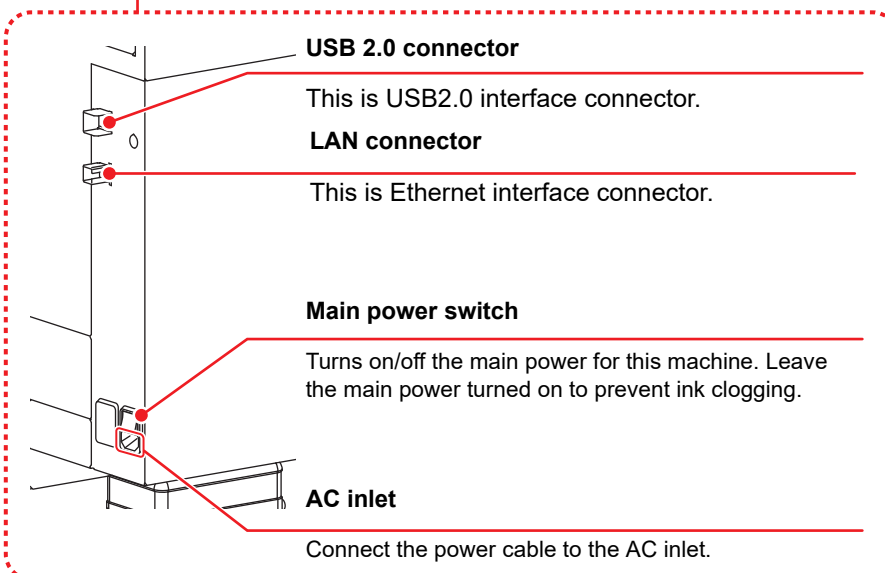 USB 2.0 connector
This is USB2.0 interface connector.
LAN connector
This is Ethernet interface connector.
Main power switch
Turns on/off the main power for this machine. Leave
the main power turned on to prevent ink clogging.
AC inlet
Connect the power cable to the AC inlet.